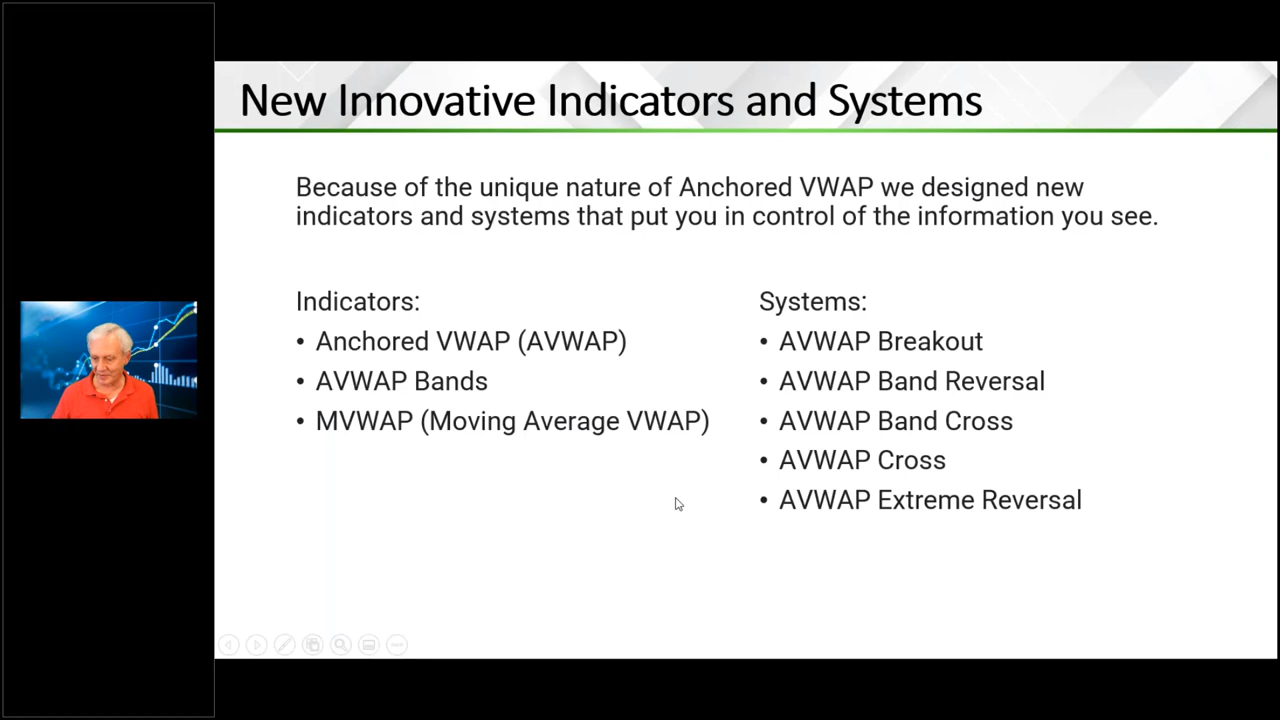 New Innovative Indicators and Systems
Because of the unique nature of Anchored VWAP we designed new
indicators and systems that put you in control of the information you see.
Indicators:
• Anchored VWAP (AVWAP)
• AVWAP Bands
• MVWAP (Moving Average VWAP)
Systems:
• AVWAP Breakout
• AVWAP Band Reversal
• AVWAP Band Cross
• AVWAP Cross
• AVWAP Extreme Reversal